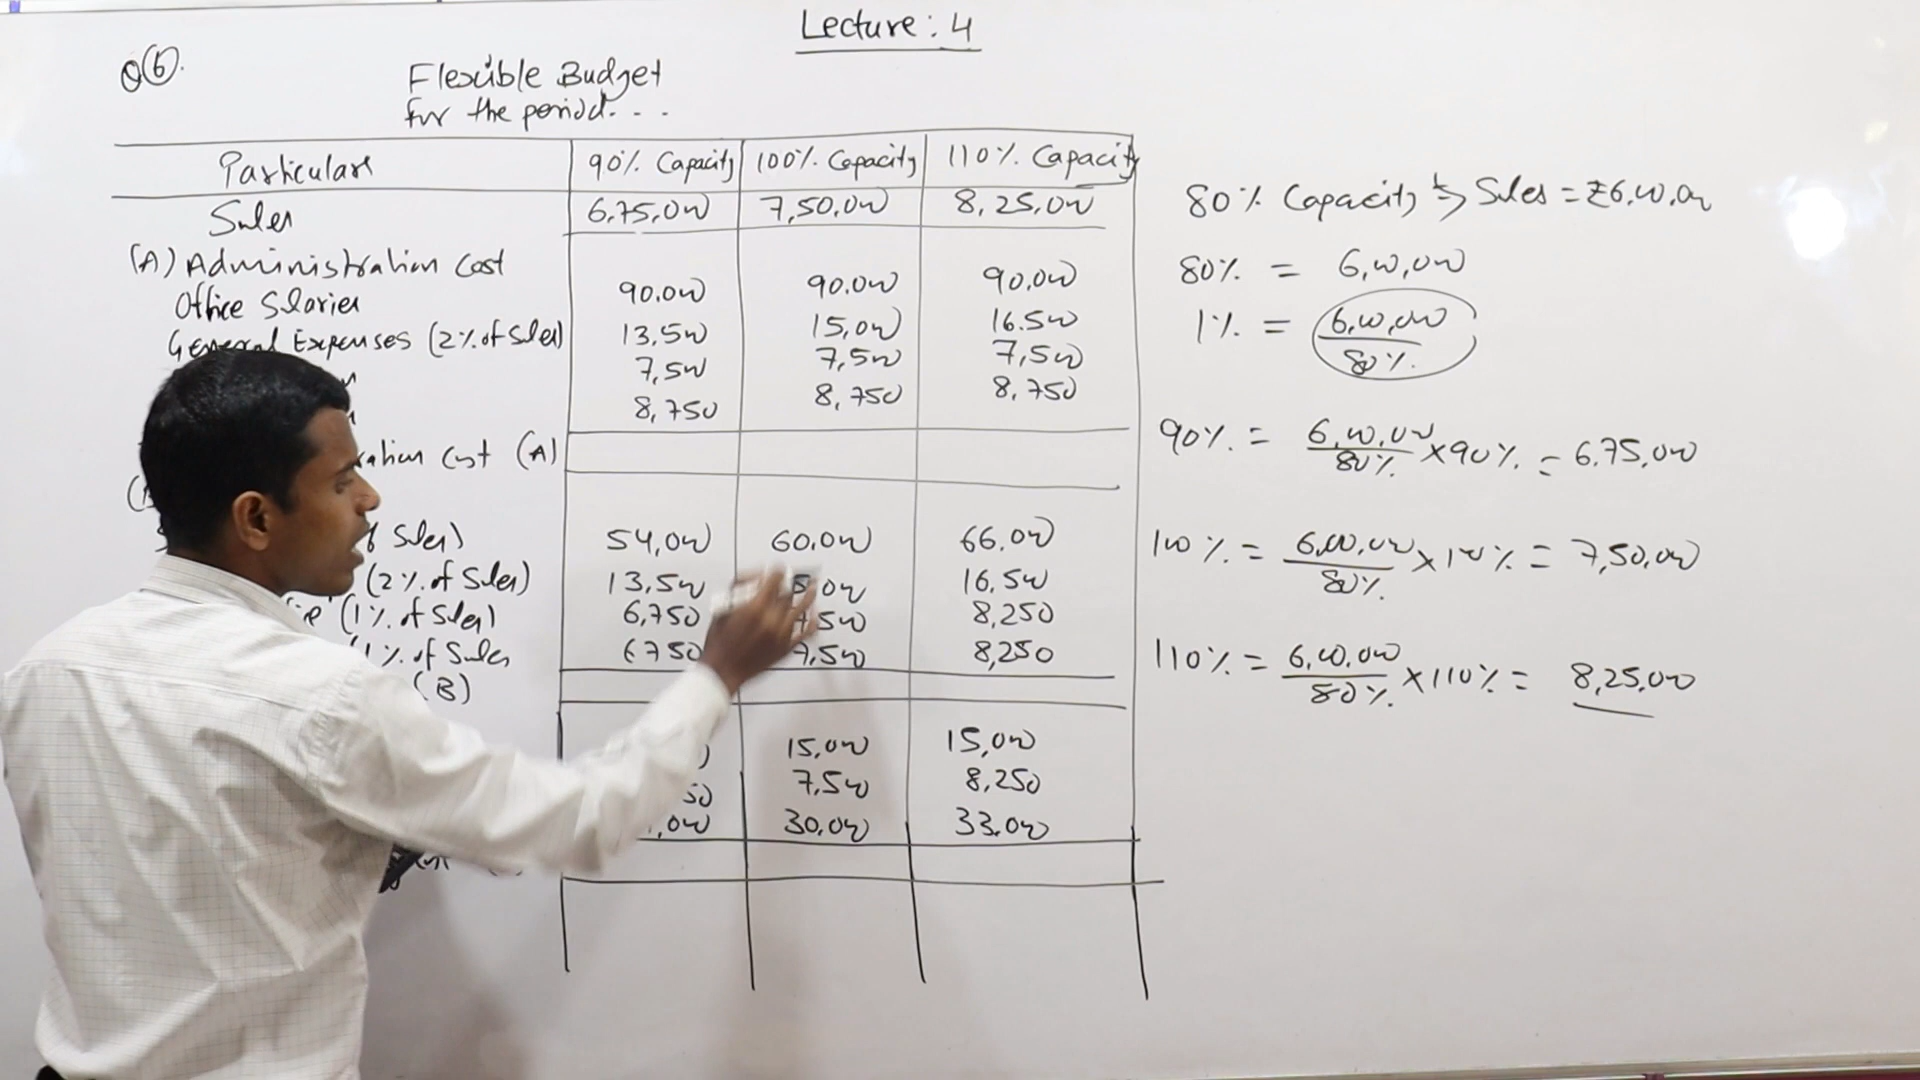 Lecture : 4
Q(6).
Flexible Budget
for the period. . .
Particulars 90% Capacity 100% Capacity 110% Capacity
Sales 6,75,000 7,50,000 8,25,000
(A) Administration Cost
Office Slaries 90.000 90.000 90.000
General Expenses (2% of Sales) 13,500 15,000 16.500
7,500 7,500 7,500
8,750 8,750 8,750
Cost (A)
Sales) 54,000 60.000 66.000
(2% of Sales) 13,500 16,500
(1% of Sales) 6,750 8,250
1% of Sales 6750 7,500 8,250
(B)
15,000 15,000
7,500 8,250
30,000 33.000
80% Capacity Sales = ₹6,00,000
80% = 6,00,000
1% = 6,00,000
80%
90% = 6,00,000 × 90% = 6.75,000
80%
100% = 6,00,000 × 100% = 7,50,000
80%
110% = 6,00,000 × 110% = 8,25,000
80%